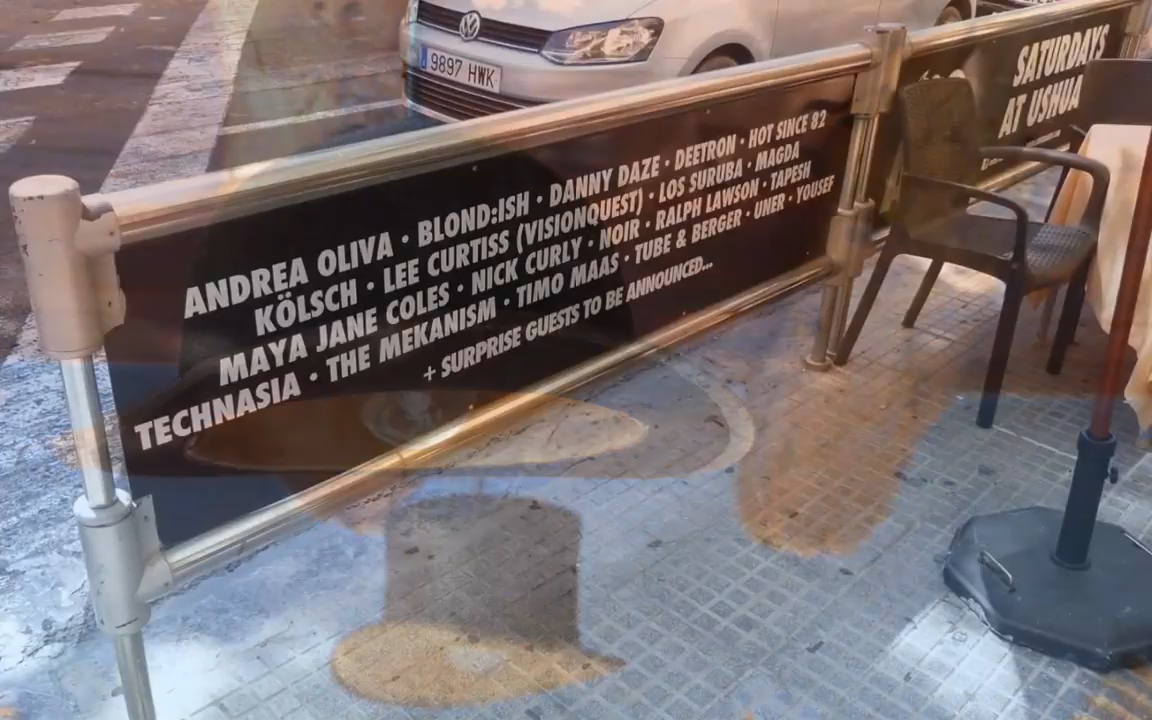 9897 HWK
SATURDAYS
AT USHUAÏA
ANDREA OLIVA · BLOND:ISH · DANNY DAZE · DEETRON · HOT SINCE 82
KÖLSCH · LEE CURTISS (VISIONQUEST) · LOS SURUBA · MAGDA
MAYA JANE COLES · NICK CURLY · NOIR · RALPH LAWSON · TAPESH
TECHNASIA · THE MEKANISM · TIMO MAAS · TUBE & BERGER · UNER · YOUSEF
+ SURPRISE GUESTS TO BE ANNOUNCED...